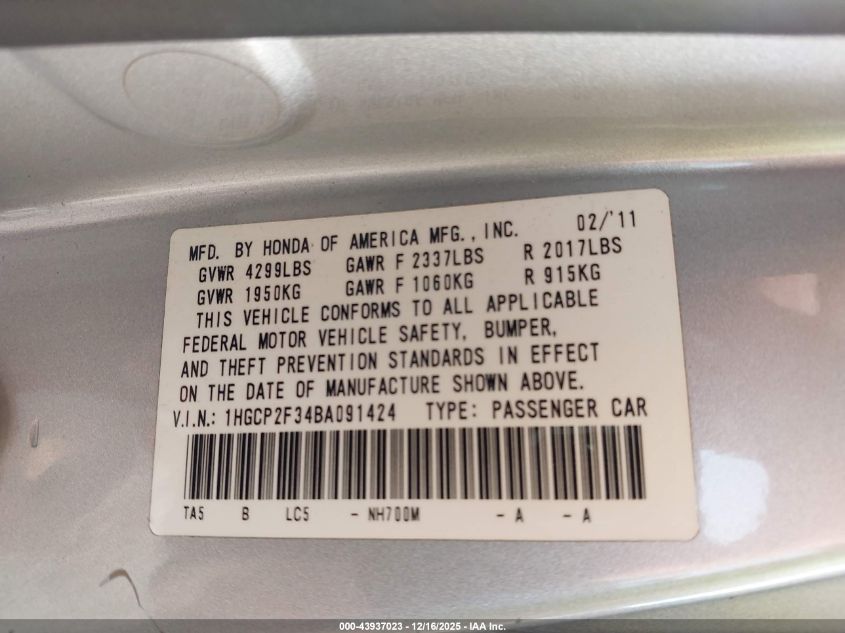 MFD. BY HONDA OF AMERICA MFG., INC. 02/'11
GVWR 4299LBS GAWR F 2337LBS R 2017LBS
GVWR 1950KG GAWR F 1060KG R 915KG
THIS VEHICLE CONFORMS TO ALL APPLICABLE
FEDERAL MOTOR VEHICLE SAFETY, BUMPER,
AND THEFT PREVENTION STANDARDS IN EFFECT
ON THE DATE OF MANUFACTURE SHOWN ABOVE.
V.I.N.: 1HGCP2F34BA091424 TYPE: PASSENGER CAR
TA5 B LC5 - NH700M - A - A
000-43937023 - 12/16/2025 - IAA Inc.